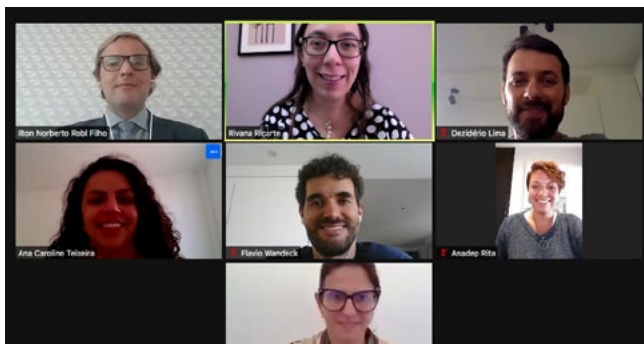 Ilton Norberto Robl Filho
Rivana Ricarte
Dezidério Lima
Ana Caroline Teixeira
Flavio Wandeck
Anadep Rita